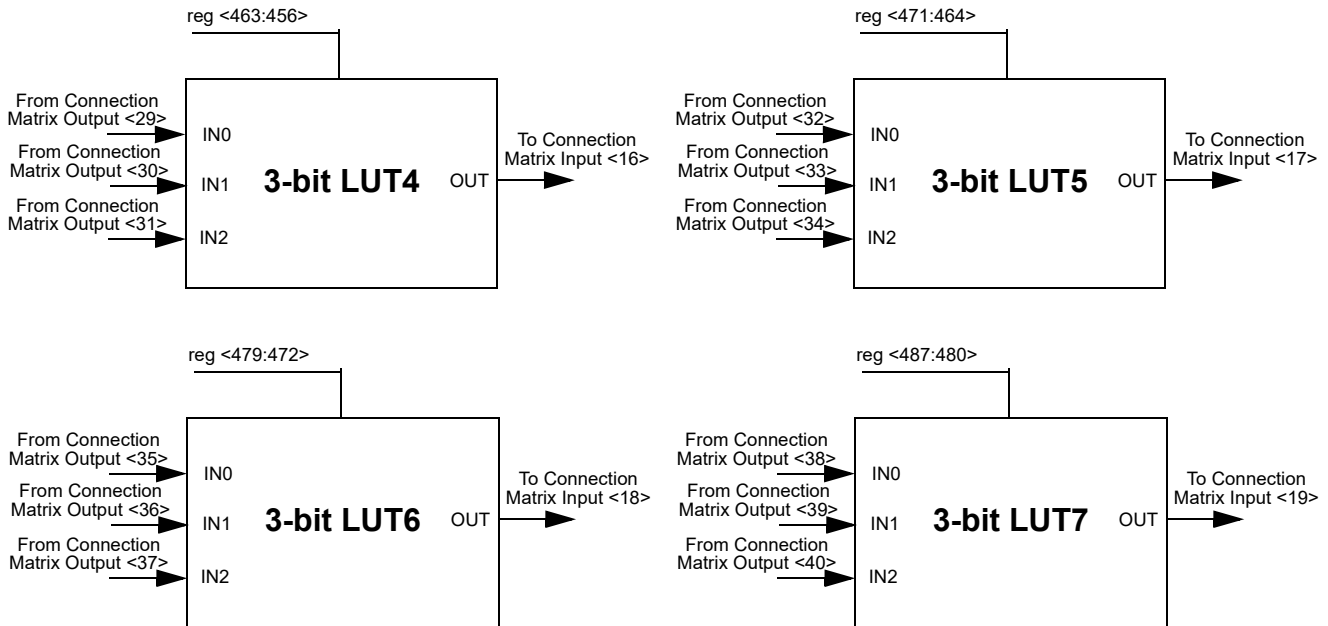 reg <463:456>
From Connection
Matrix Output <29>
IN0
From Connection
Matrix Output <30>
IN1
From Connection
Matrix Output <31>
IN2
3-bit LUT4
OUT
To Connection
Matrix Input <16>
reg <471:464>
From Connection
Matrix Output <32>
IN0
From Connection
Matrix Output <33>
IN1
From Connection
Matrix Output <34>
IN2
3-bit LUT5
OUT
To Connection
Matrix Input <17>
reg <479:472>
From Connection
Matrix Output <35>
IN0
From Connection
Matrix Output <36>
IN1
From Connection
Matrix Output <37>
IN2
3-bit LUT6
OUT
To Connection
Matrix Input <18>
reg <487:480>
From Connection
Matrix Output <38>
IN0
From Connection
Matrix Output <39>
IN1
From Connection
Matrix Output <40>
IN2
3-bit LUT7
OUT
To Connection
Matrix Input <19>